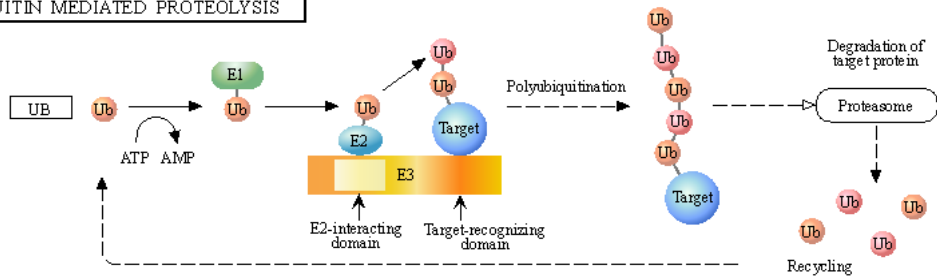 UITIN MEDIATED PROTEOLYSIS
UB
Ub
ATP AMP
E1
Ub
Ub
E2
Ub
Ub
Target
E3
E2-interacting
domain
Target-recognizing
domain
Polyubiquitination
Ub
Ub
Ub
Ub
Ub
Target
Degradation of
target protein
Proteasome
Ub
Ub
Ub
Ub
Recycling